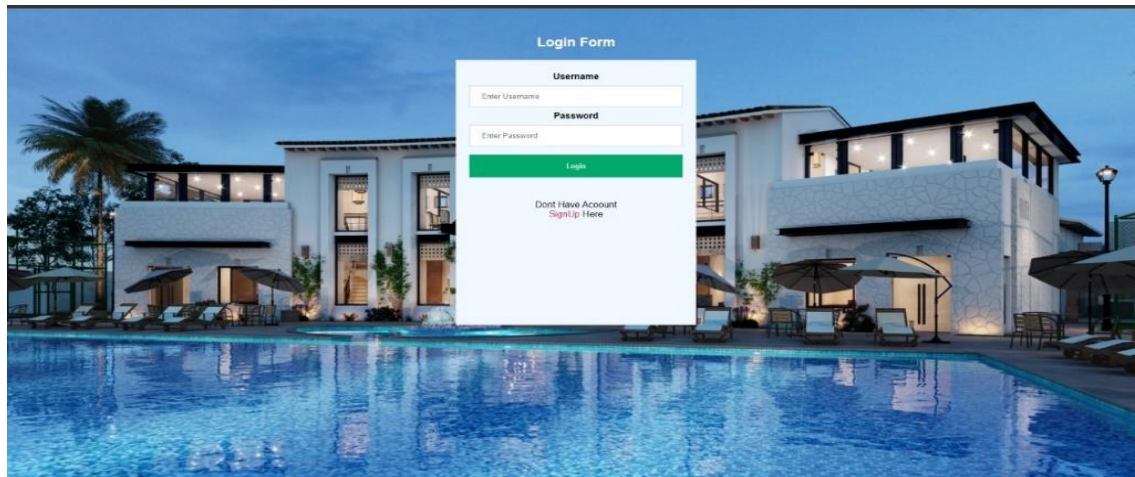 Login Form
Username
Enter Username
Password
Enter Password
Login
Dont Have Acoount
SignUp Here